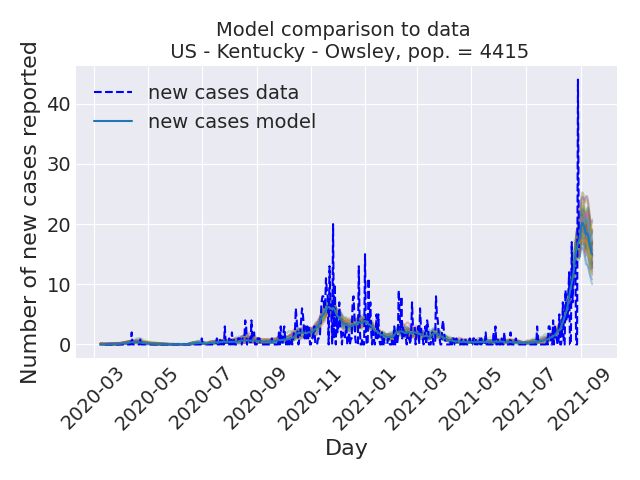 Model comparison to data
US - Kentucky - Owsley, pop. = 4415
Number of new cases reported
new cases data
new cases model
40
30
20
10
0
2020-03
2020-05
2020-07
2020-09
2020-11
2021-01
2021-03
2021-05
2021-07
2021-09
Day